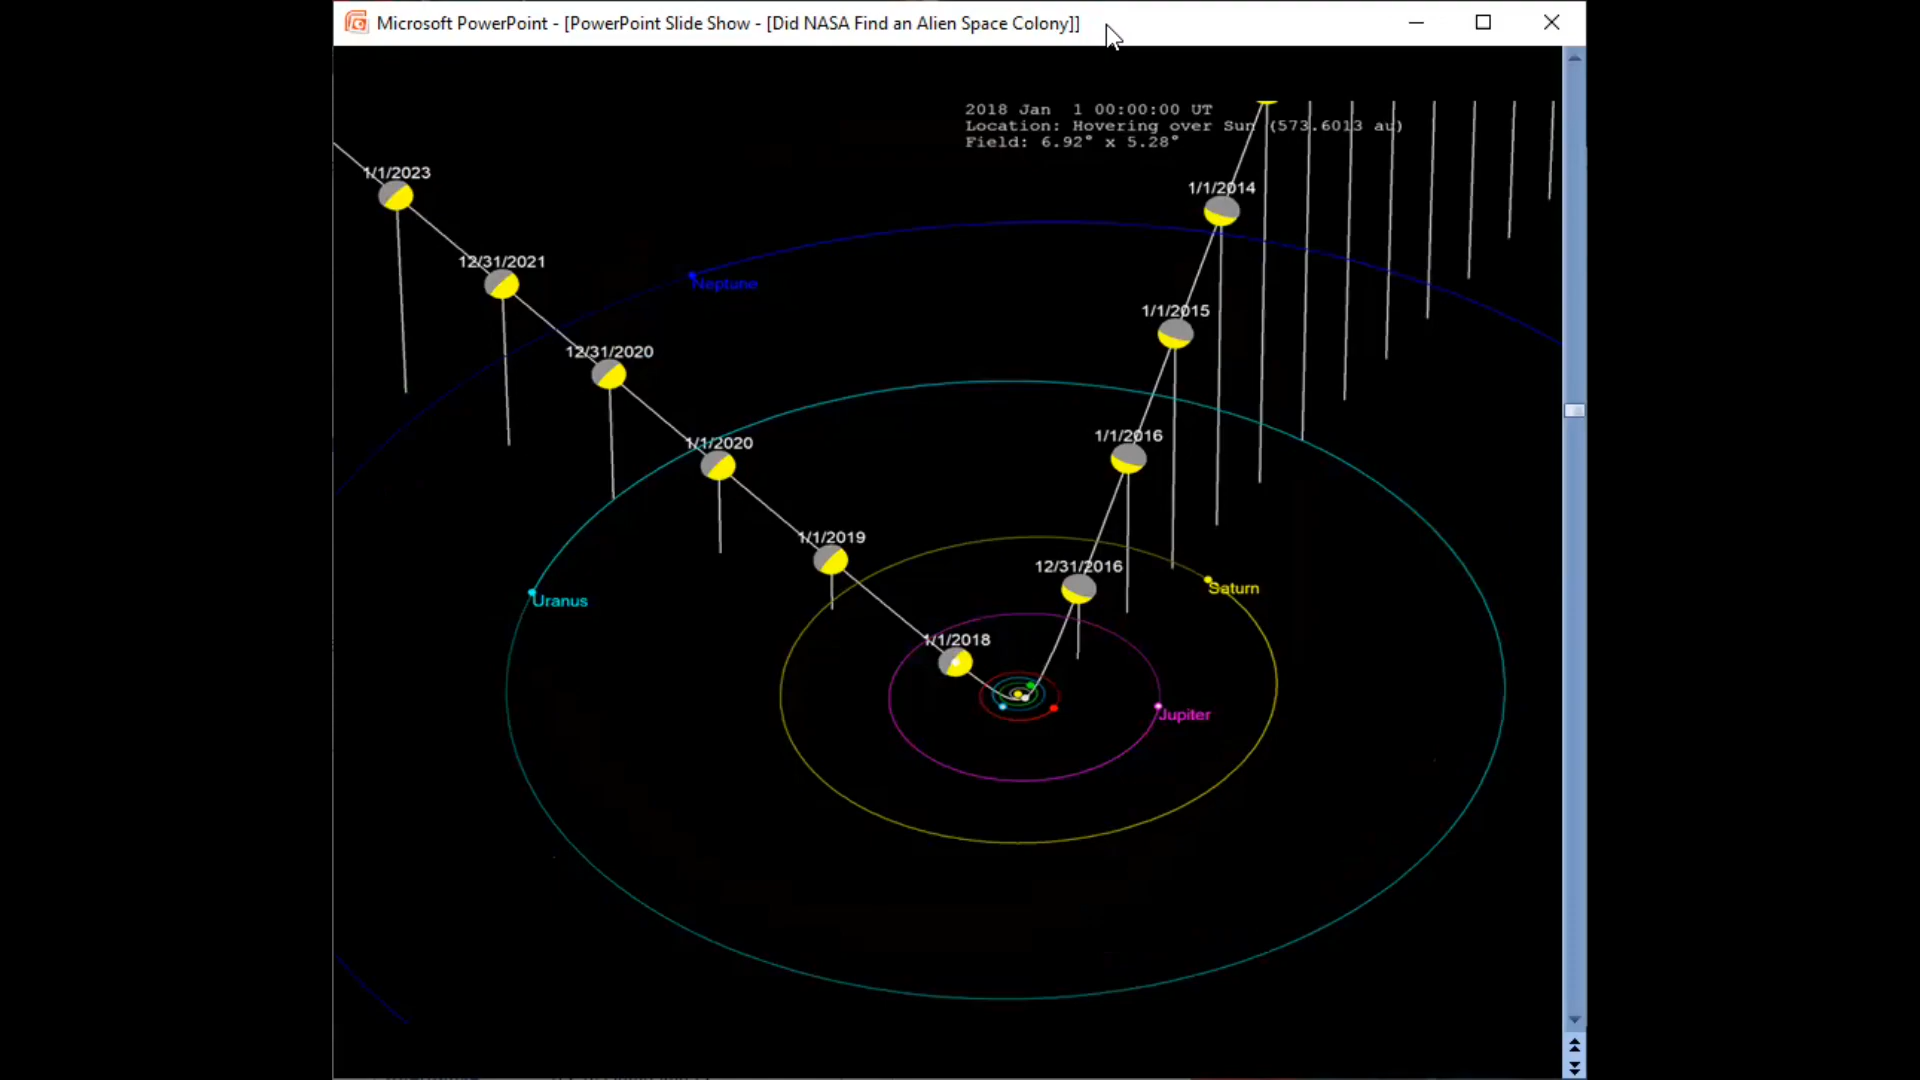 Microsoft PowerPoint - [PowerPoint Slide Show - [Did NASA Find an Alien Space Colony]]
2018 Jan  1 00:00:00 UT
Location: Hovering over Sun (573.6013 au)
Field: 6.92° x 5.28°
1/1/2023
1/1/2014
12/31/2021
Neptune
1/1/2015
12/31/2020
1/1/2020
1/1/2016
1/1/2019
12/31/2016
Uranus
Saturn
1/1/2018
Jupiter